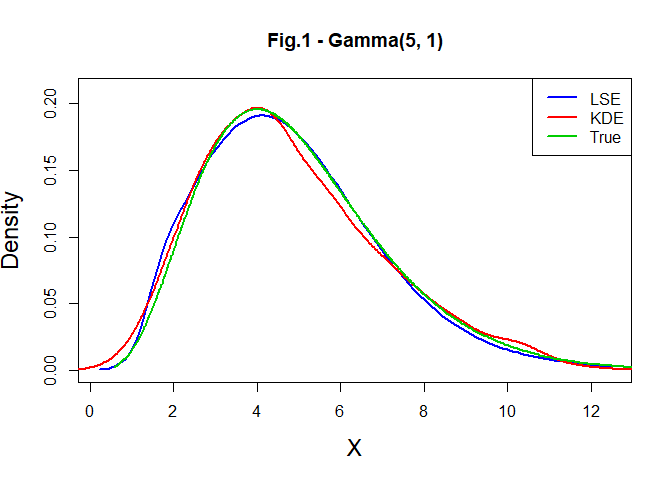 Fig.1 - Gamma(5, 1)
LSE
KDE
True
Density
0.20
0.15
0.10
0.05
0.00
0 2 4 6 8 10 12
X